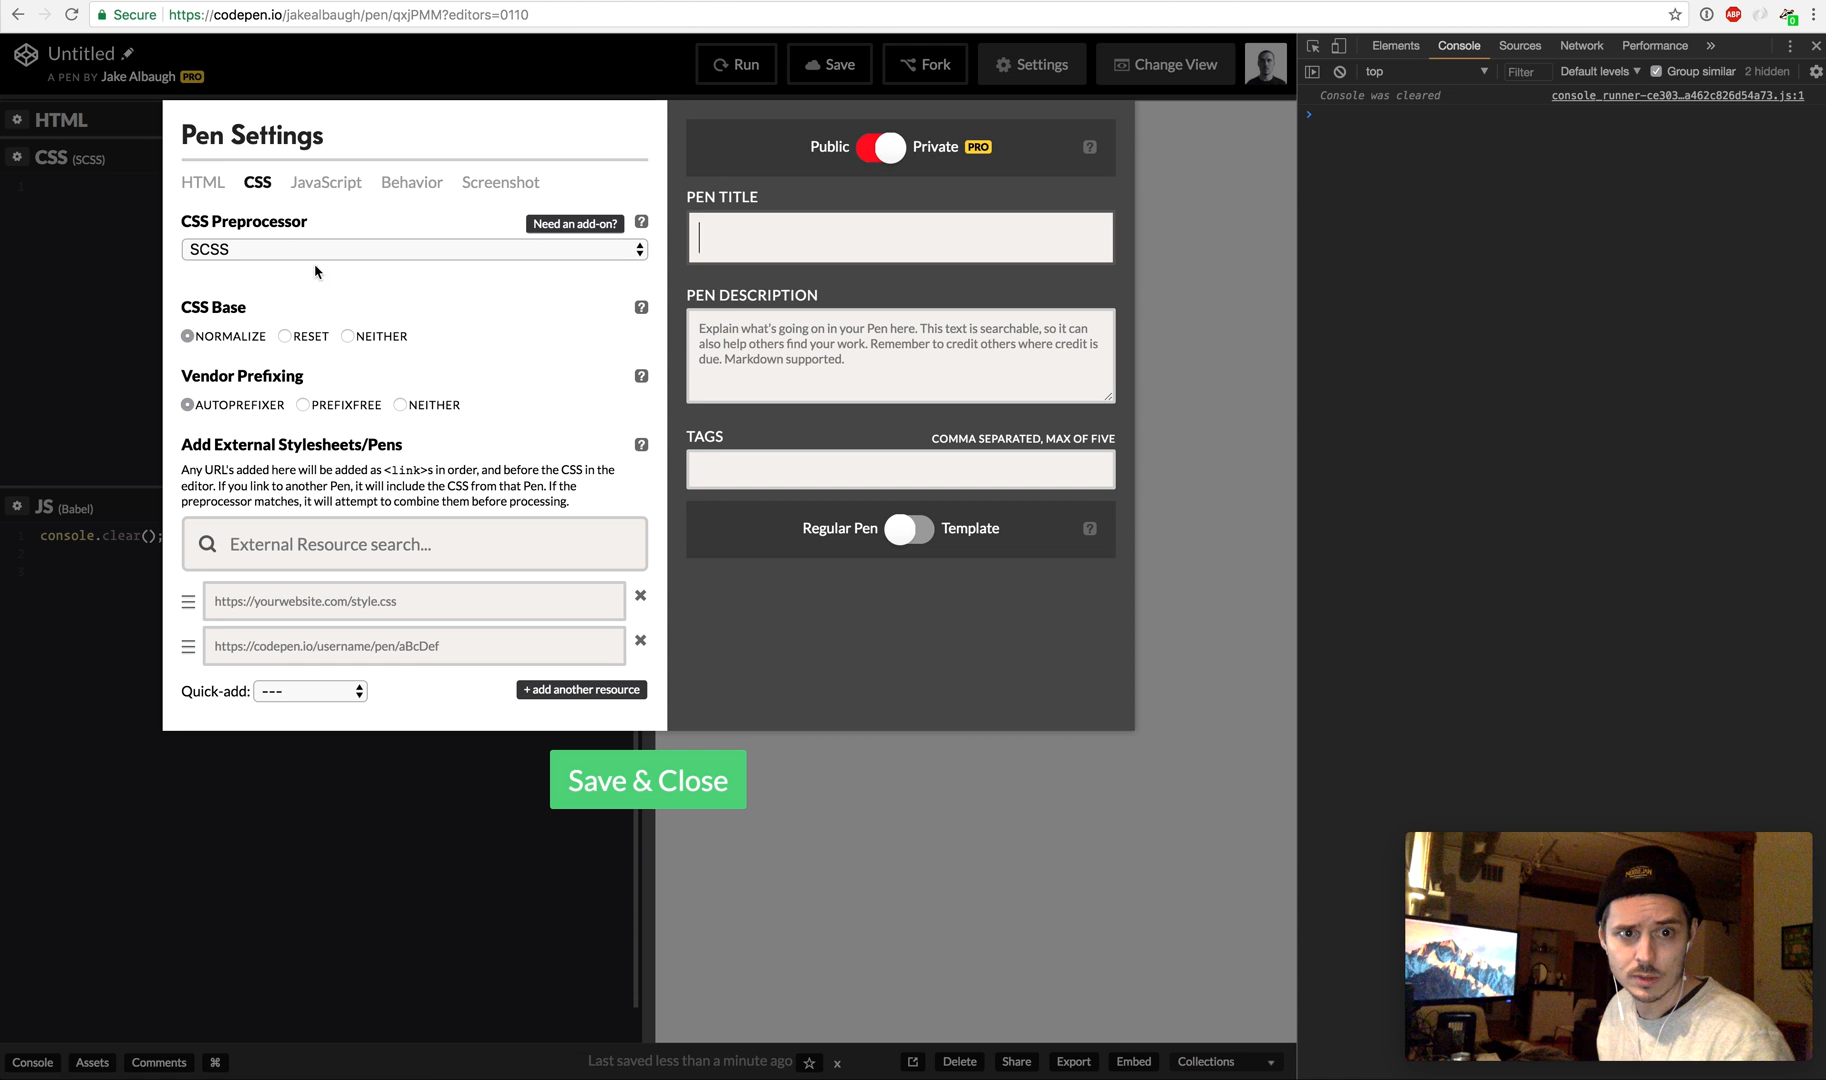 Secure https://codepen.io/jakealbaugh/pen/qxjPMM?editors=0110
ABP
0
Untitled
A PEN BY Jake Albaugh PRO
Run
Save
Fork
Settings
Change View
Elements
Console
Sources
Network
Performance
»
top
Filter
Default levels
Group similar
2 hidden
Console was cleared
console_runner-ce303…a462c826d54a73.js:1
HTML
CSS (SCSS)
1
JS (Babel)
1 console.clear();
2
3
Pen Settings
HTML
CSS
JavaScript
Behavior
Screenshot
CSS Preprocessor
Need an add-on?
?
SCSS
CSS Base
?
NORMALIZE
RESET
NEITHER
Vendor Prefixing
?
AUTOPREFIXER
PREFIXFREE
NEITHER
Add External Stylesheets/Pens
?
Any URL's added here will be added as <link>s in order, and before the CSS in the
editor. If you link to another Pen, it will include the CSS from that Pen. If the
preprocessor matches, it will attempt to combine them before processing.
External Resource search...
https://yourwebsite.com/style.css
https://codepen.io/username/pen/aBcDef
Quick-add: ---
+ add another resource
Public
Private PRO
?
PEN TITLE
PEN DESCRIPTION
Explain what's going on in your Pen here. This text is searchable, so it can
also help others find your work. Remember to credit others where credit is
due. Markdown supported.
TAGS
COMMA SEPARATED, MAX OF FIVE
Regular Pen
Template
?
Save & Close
Console
Assets
Comments
⌘
Last saved less than a minute ago
x
Delete
Share
Export
Embed
Collections